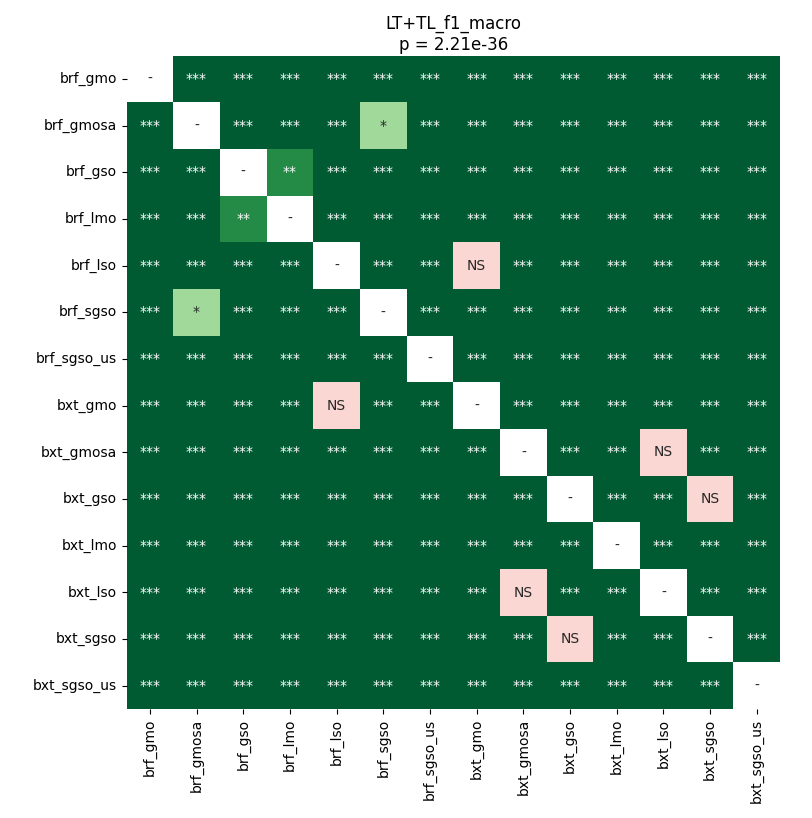 LT+TL_f1_macro
p = 2.21e-36
brf_gmo - *** *** *** *** *** *** *** *** *** *** *** *** ***
brf_gmosa *** - *** *** *** * *** *** *** *** *** *** *** ***
brf_gso *** *** - ** *** *** *** *** *** *** *** *** *** ***
brf_lmo *** *** ** - *** *** *** *** *** *** *** *** *** ***
brf_lso *** *** *** *** - *** *** NS *** *** *** *** *** ***
brf_sgso *** * *** *** *** - *** *** *** *** *** *** *** ***
brf_sgso_us *** *** *** *** *** *** - *** *** *** *** *** *** ***
bxt_gmo *** *** *** *** NS *** *** - *** *** *** *** *** ***
bxt_gmosa *** *** *** *** *** *** *** *** - *** *** NS *** ***
bxt_gso *** *** *** *** *** *** *** *** *** - *** *** NS ***
bxt_lmo *** *** *** *** *** *** *** *** *** *** - *** *** ***
bxt_lso *** *** *** *** *** *** *** *** NS *** *** - *** ***
bxt_sgso *** *** *** *** *** *** *** *** *** NS *** *** - ***
bxt_sgso_us *** *** *** *** *** *** *** *** *** *** *** *** *** -
brf_gmo brf_gmosa brf_gso brf_lmo brf_lso brf_sgso brf_sgso_us bxt_gmo bxt_gmosa bxt_gso bxt_lmo bxt_lso bxt_sgso bxt_sgso_us